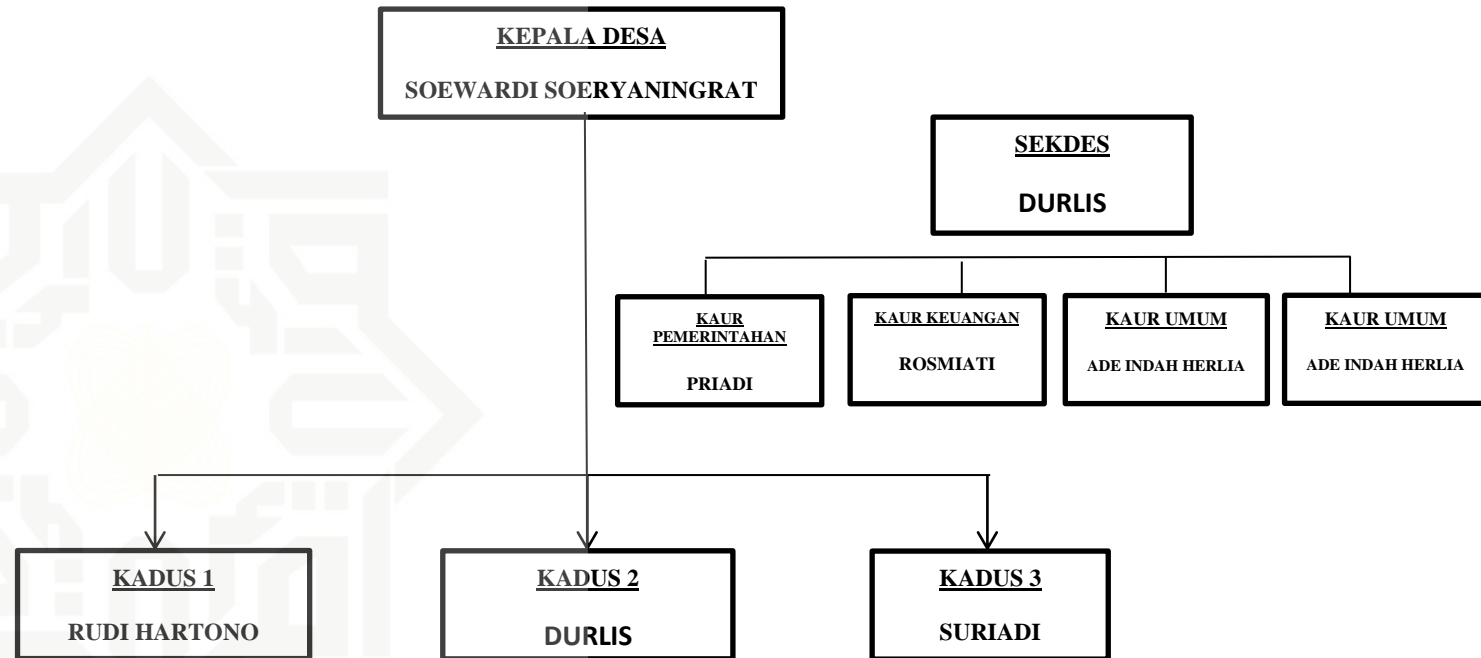 KEPALA DESA
SOEWARDI SOERYANINGRAT
SEKDES
DURLIS
KAUR
PEMERINTAHAN
PRIADI
KAUR KEUANGAN
ROSMIATI
KAUR UMUM
ADE INDAH HERLIA
KAUR UMUM
ADE INDAH HERLIA
KADUS 1
RUDI HARTONO
KADUS 2
DURLIS
KADUS 3
SURIADI